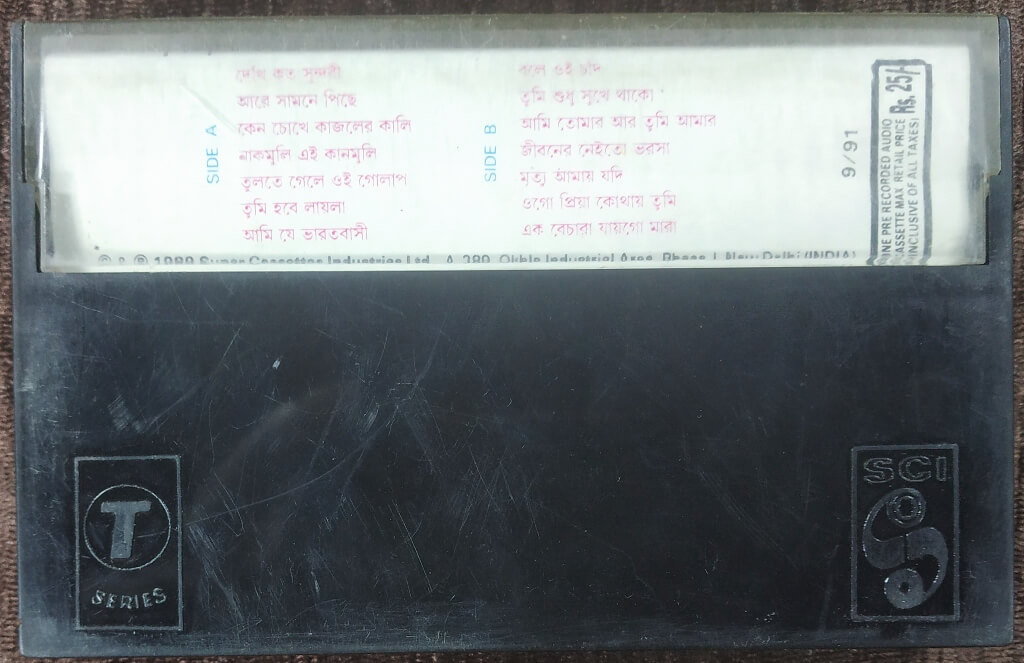 SIDE A
দেখি কত সুন্দরী
আরে সামনে পিছে
কেন চোখে কাজলের কালি
নাকমুলি এই কানমুলি
তুলতে গেলে ওই গোলাপ
তুমি হবে লায়লা
আমি যে ভারতবাসী
SIDE B
বলে ওই চাঁদ
তুমি শুধু সুখে থাকো
আমি তোমার আর তুমি আমার
জীবনের নেইতো ভরসা
মৃত্যু আমায় যদি
ওগো প্রিয়া কোথায় তুমি
এক বেচারা যায়গো মারা
9/91
ONE PRE RECORDED AUDIO
CASSETTE MAX. RETAIL PRICE Rs. 25/-
INCLUSIVE OF ALL TAXES)
1989 Super Cassettes Industries Ltd. A-389, Okhla Industrial Area, Phase I, New Delhi (INDIA)
T
SERIES
SCI